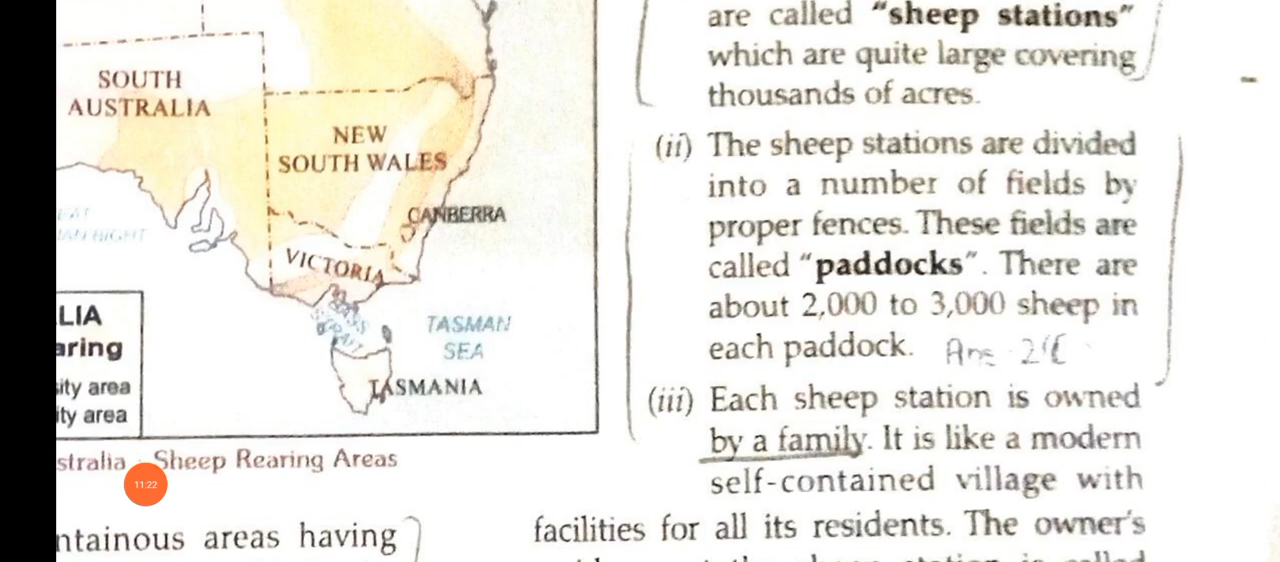 SOUTH
AUSTRALIA
NEW
SOUTH WALES
CANBERRA
VICTORIA
TASMAN
SEA
TASMANIA
LIA
aring
ity area
ity area
stralia : Sheep Rearing Areas
11:22
ntainous areas having
are called “sheep stations”
which are quite large covering
thousands of acres.
(ii) The sheep stations are divided
into a number of fields by
proper fences. These fields are
called “paddocks”. There are
about 2,000 to 3,000 sheep in
each paddock.
(iii) Each sheep station is owned
by a family. It is like a modern
self-contained village with
facilities for all its residents. The owner's